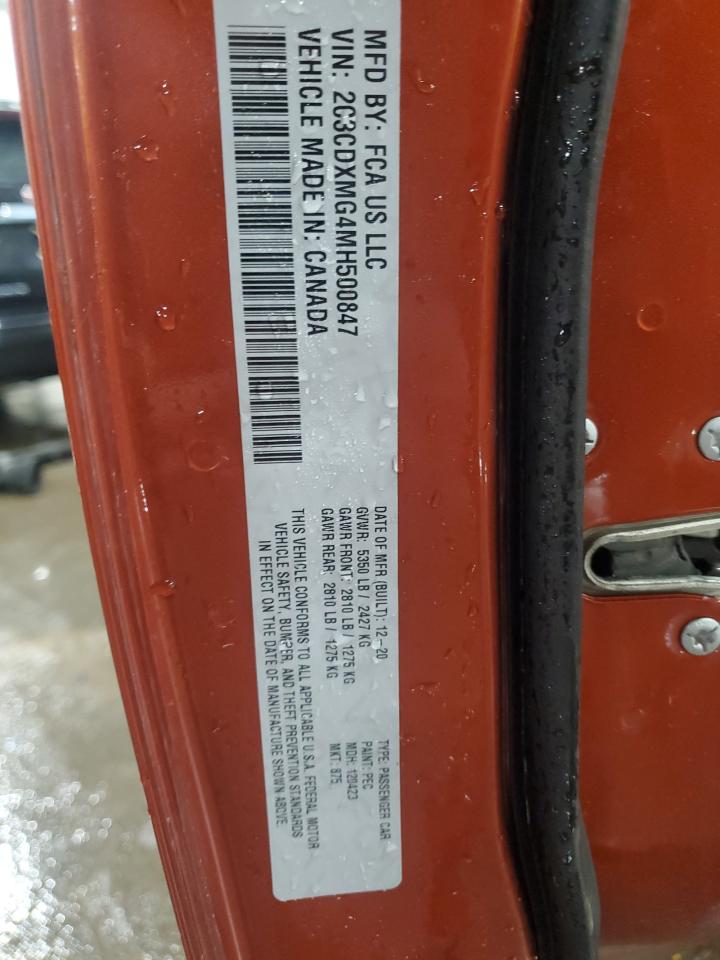 MFD BY: FCA US LLC
VIN: 2C3CDXMG4MH500847
VEHICLE MADE IN: CANADA
DATE OF MFR (BUILT): 12-20
GVWR: 5350 LB / 2427 KG
GAWR FRONT: 2810 LB / 1275 KG
GAWR REAR: 2810 LB / 1275 KG
TYPE: PASSENGER CAR
PAINT: PEC
MDH: 120423
MKT: 875
THIS VEHICLE CONFORMS TO ALL APPLICABLE U.S.A. FEDERAL MOTOR
VEHICLE SAFETY, BUMPER, AND THEFT PREVENTION STANDARDS
IN EFFECT ON THE DATE OF MANUFACTURE SHOWN ABOVE.